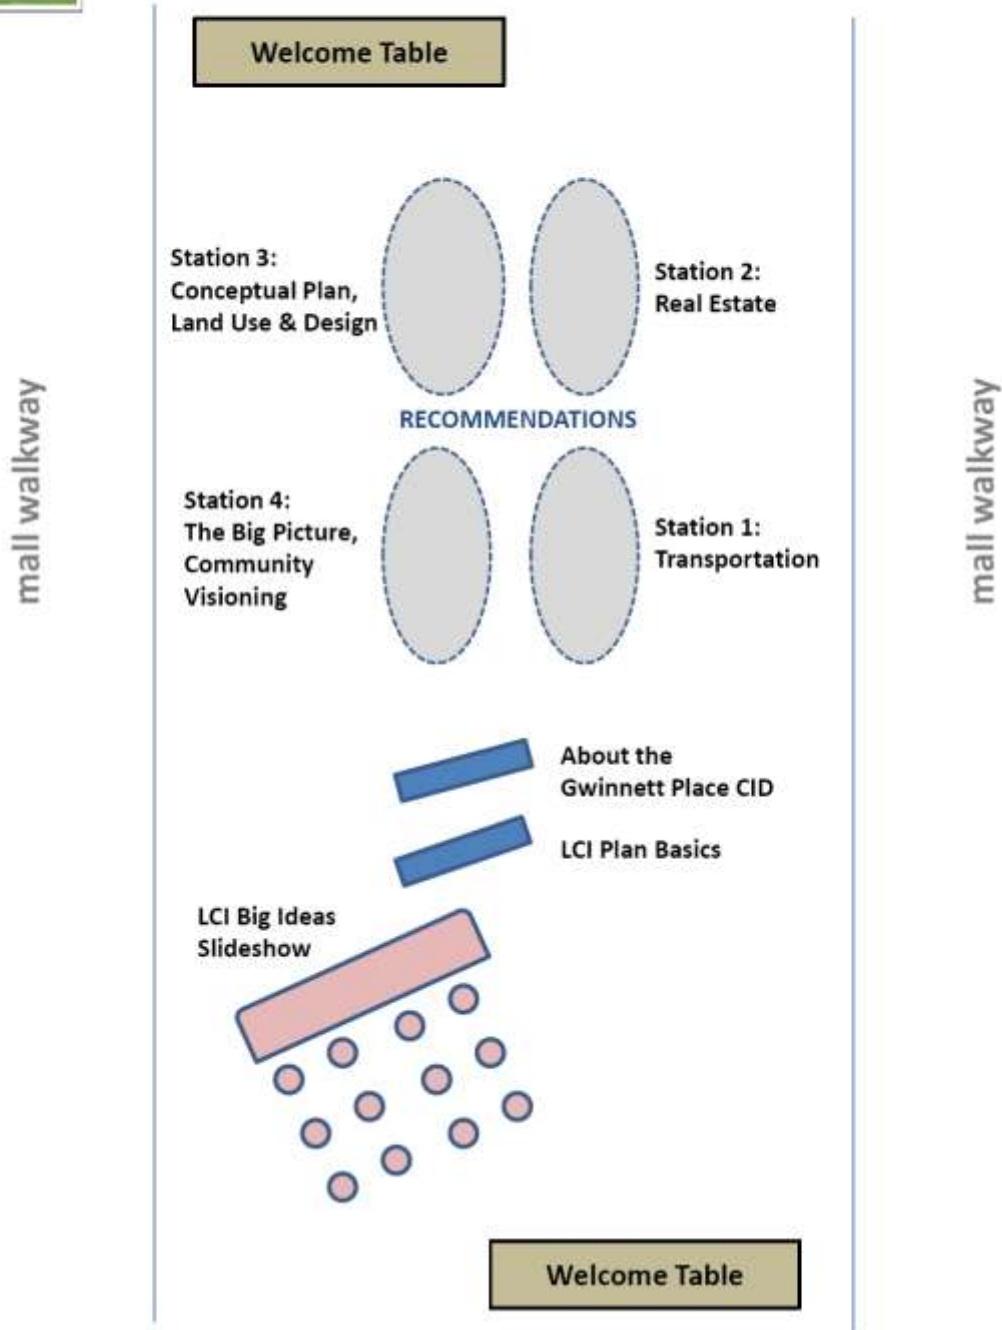 Welcome Table
Station 3:
Conceptual Plan,
Land Use & Design
Station 2:
Real Estate
mall walkway
RECOMMENDATIONS
mall walkway
Station 4:
The Big Picture,
Community
Visioning
Station 1:
Transportation
About the
Gwinnett Place CID
LCI Plan Basics
LCI Big Ideas
Slideshow
Welcome Table